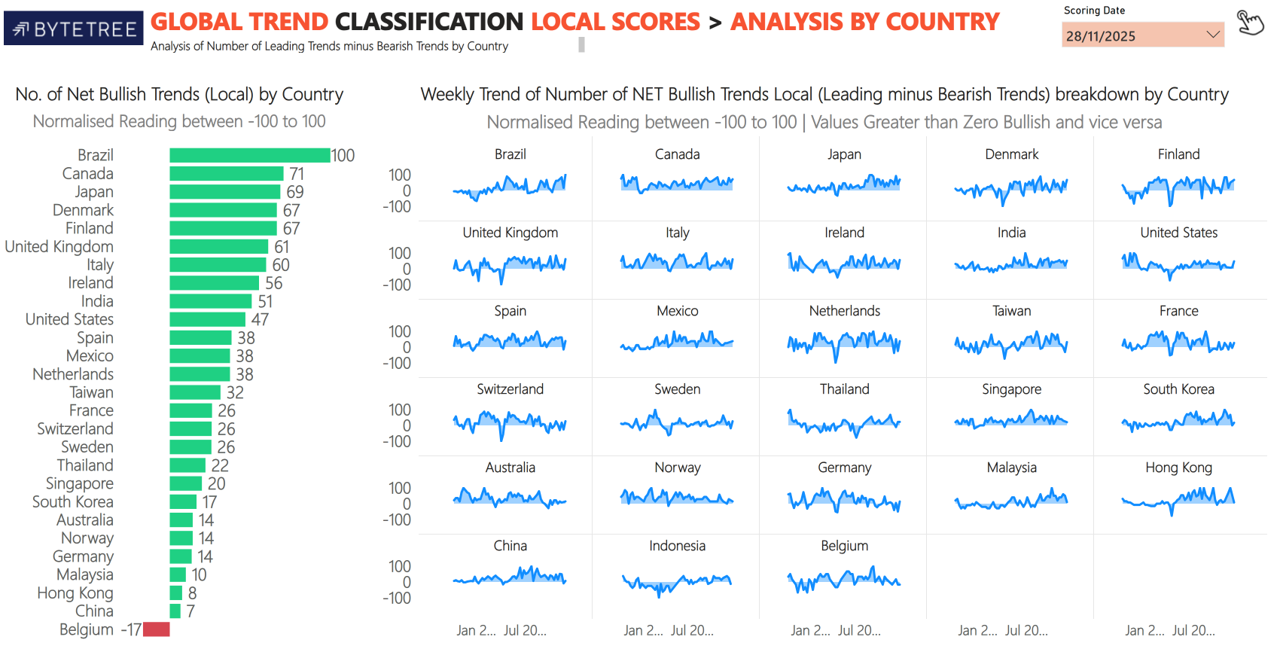 BYTETREE
GLOBAL TREND CLASSIFICATION LOCAL SCORES > ANALYSIS BY COUNTRY
Analysis of Number of Leading Trends minus Bearish Trends by Country
Scoring Date
28/11/2025
No. of Net Bullish Trends (Local) by Country
Normalised Reading between -100 to 100
Brazil 100
Canada 71
Japan 69
Denmark 67
Finland 67
United Kingdom 61
Italy 60
Ireland 56
India 51
United States 47
Spain 38
Mexico 38
Netherlands 38
Taiwan 32
France 26
Switzerland 26
Sweden 26
Thailand 22
Singapore 20
South Korea 17
Australia 14
Norway 14
Germany 14
Malaysia 10
Hong Kong 8
China 7
Belgium -17
Weekly Trend of Number of NET Bullish Trends Local (Leading minus Bearish Trends) breakdown by Country
Normalised Reading between -100 to 100 | Values Greater than Zero Bullish and vice versa
Brazil Canada Japan Denmark Finland
100
0
-100
United Kingdom Italy Ireland India United States
100
0
-100
Spain Mexico Netherlands Taiwan France
100
0
-100
Switzerland Sweden Thailand Singapore South Korea
100
0
-100
Australia Norway Germany Malaysia Hong Kong
100
0
-100
China Indonesia Belgium
100
0
-100
Jan 2... Jul 20... Jan 2... Jul 20... Jan 2... Jul 20... Jan 2... Jul 20... Jan 2... Jul 20...